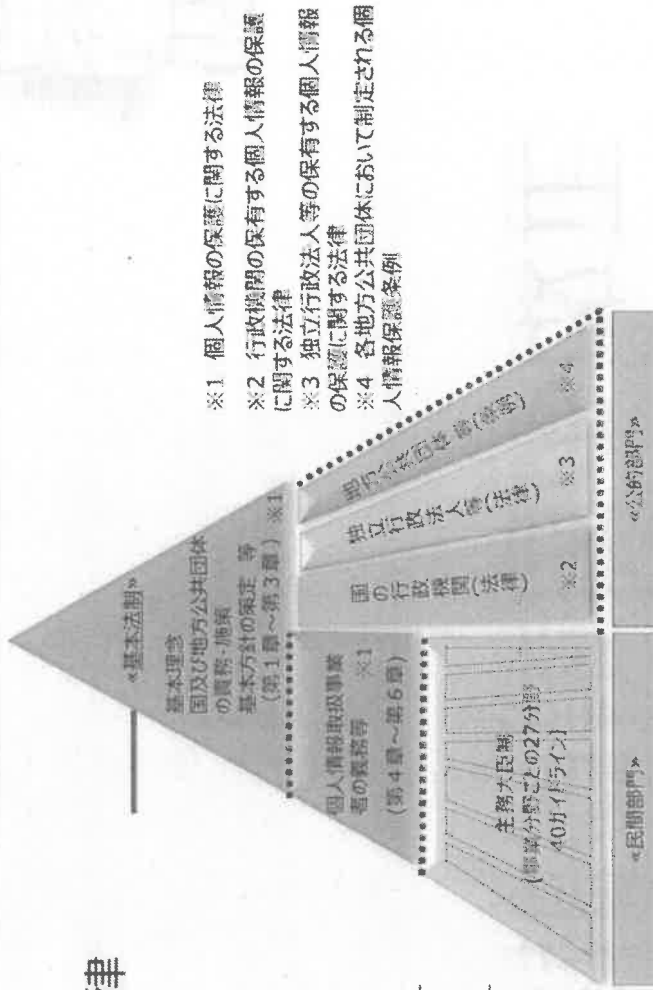 律
«基本法制»
基本理念
国及び地方公共団体
の責務・施策
基本方針の策定 等
(第1章～第3章) ※1
個人情報取扱事業
者の義務等 ※1
(第4章～第6章)
主務大臣制
(事業分野ごとの27分野
40ガイドライン)
国の行政機関(法律)
※2
独立行政法人等(法律)
※3
地方公共団体等(条例)
※4
«民間部門»
«公的部門»
※1 個人情報の保護に関する法律
※2 行政機関の保有する個人情報の保護
に関する法律
※3 独立行政法人等の保有する個人情報
の保護に関する法律
※4 各地方公共団体において制定される個
人情報保護条例